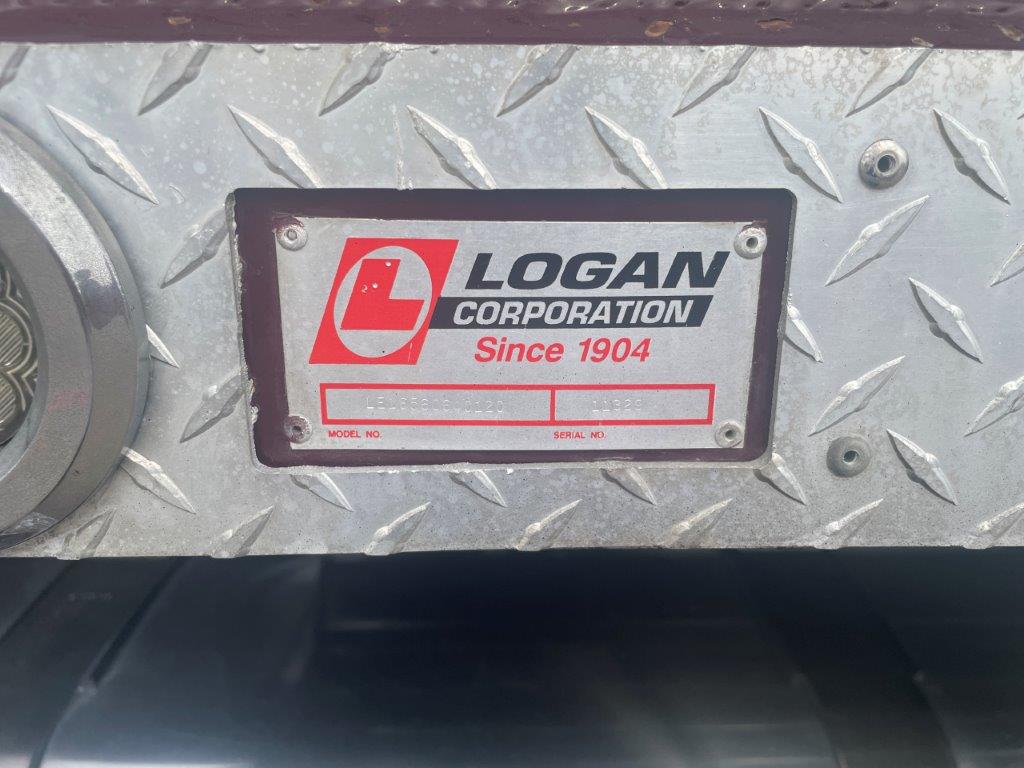 L
LOGAN
CORPORATION
Since 1904
MODEL NO. SERIAL NO.